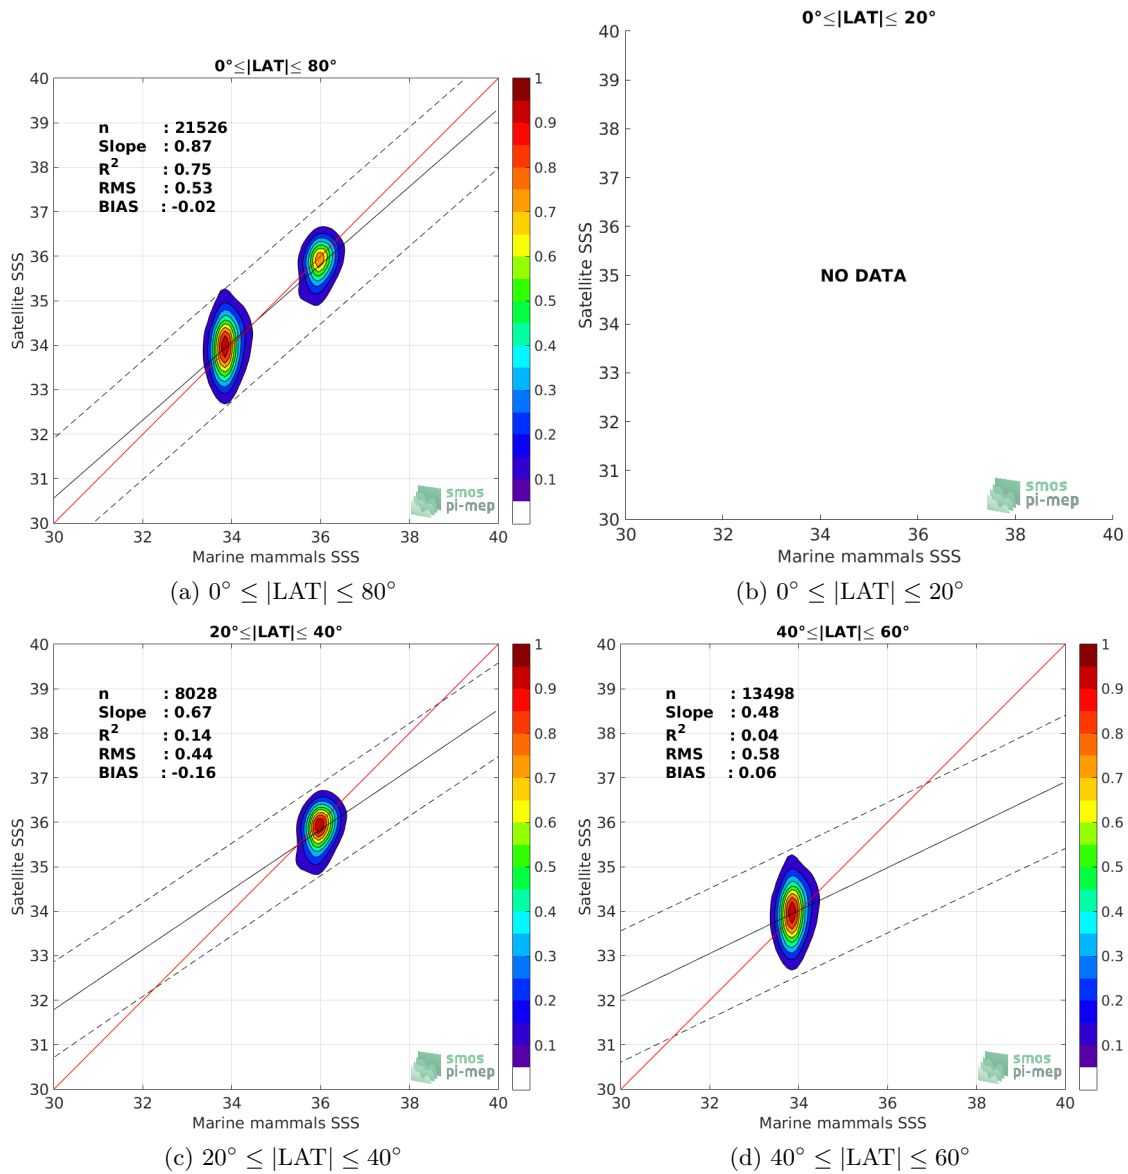 0°≤|LAT|≤ 80°
40
39
38
37
36
35
34
33
32
31
30
Satellite SSS
n : 21526
Slope : 0.87
R² : 0.75
RMS : 0.53
BIAS : -0.02
smos
pi-mep
30 32 34 36 38 40
Marine mammals SSS
1
0.9
0.8
0.7
0.6
0.5
0.4
0.3
0.2
0.1
(a) 0° ≤ |LAT| ≤ 80°
0°≤|LAT|≤ 20°
40
39
38
37
36
35
34
33
32
31
30
Satellite SSS
NO DATA
smos
pi-mep
30 32 34 36 38 40
Marine mammals SSS
(b) 0° ≤ |LAT| ≤ 20°
20°≤|LAT|≤ 40°
40
39
38
37
36
35
34
33
32
31
30
Satellite SSS
n : 8028
Slope : 0.67
R² : 0.14
RMS : 0.44
BIAS : -0.16
smos
pi-mep
30 32 34 36 38 40
Marine mammals SSS
1
0.9
0.8
0.7
0.6
0.5
0.4
0.3
0.2
0.1
(c) 20° ≤ |LAT| ≤ 40°
40°≤|LAT|≤ 60°
40
39
38
37
36
35
34
33
32
31
30
Satellite SSS
n : 13498
Slope : 0.48
R² : 0.04
RMS : 0.58
BIAS : 0.06
smos
pi-mep
30 32 34 36 38 40
Marine mammals SSS
1
0.9
0.8
0.7
0.6
0.5
0.4
0.3
0.2
0.1
(d) 40° ≤ |LAT| ≤ 60°